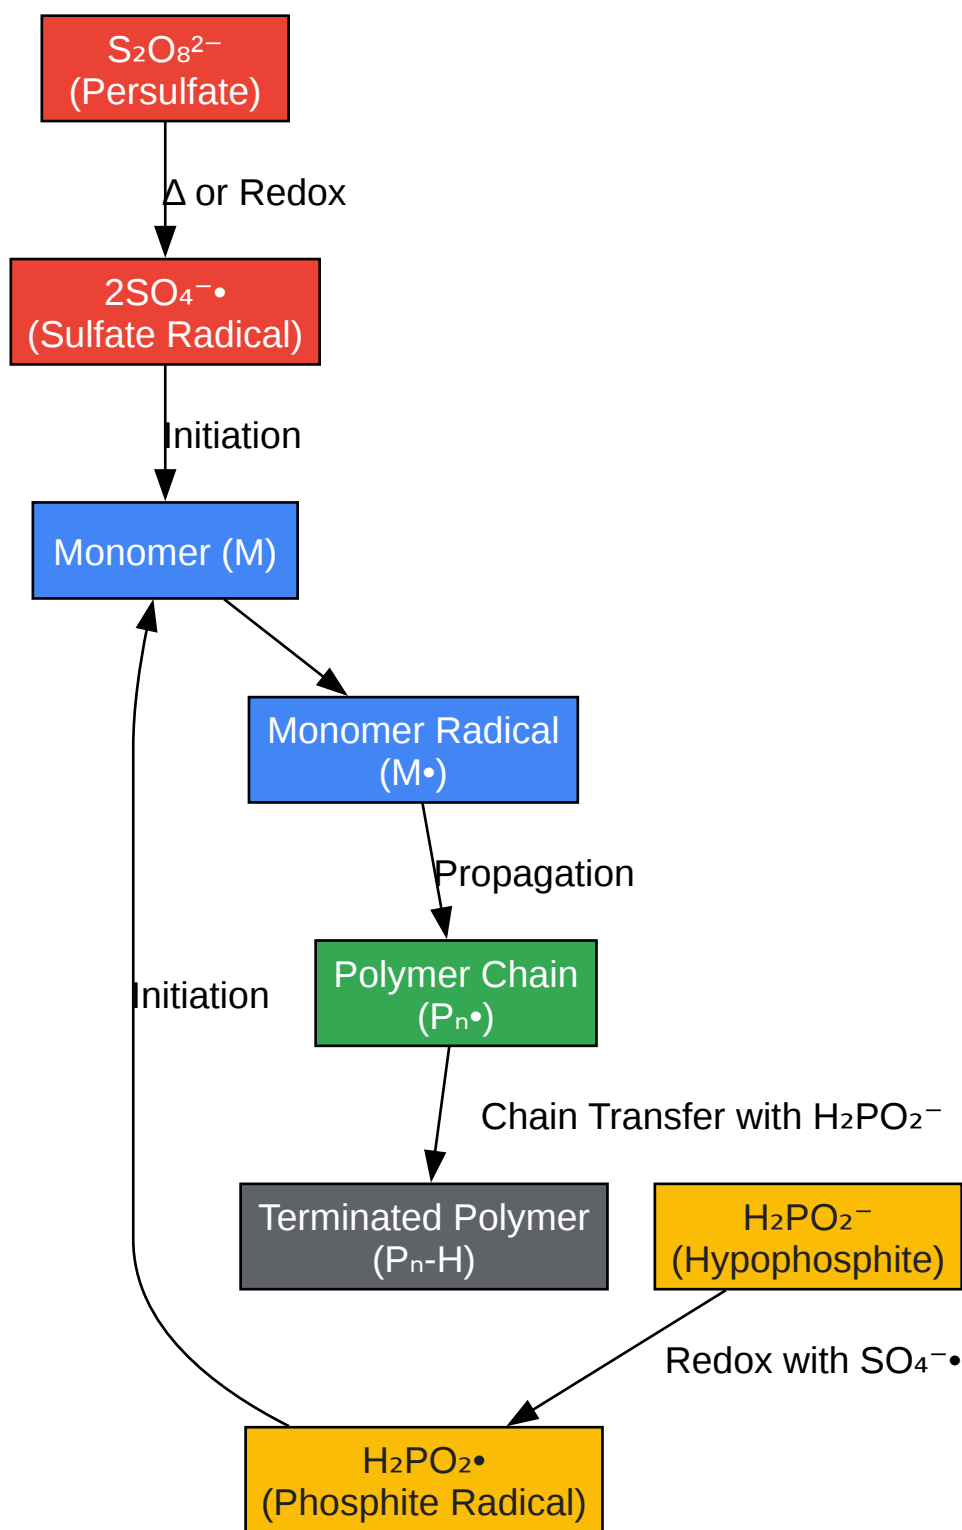 S₂O₈²⁻
(Persulfate)
Δ or Redox
2SO₄⁻•
(Sulfate Radical)
Initiation
Monomer (M)
Monomer Radical
(M•)
Propagation
Polymer Chain
(Pₙ•)
Initiation
Chain Transfer with H₂PO₂⁻
Terminated Polymer
(Pₙ-H)
H₂PO₂⁻
(Hypophosphite)
Redox with SO₄⁻•
H₂PO₂•
(Phosphite Radical)